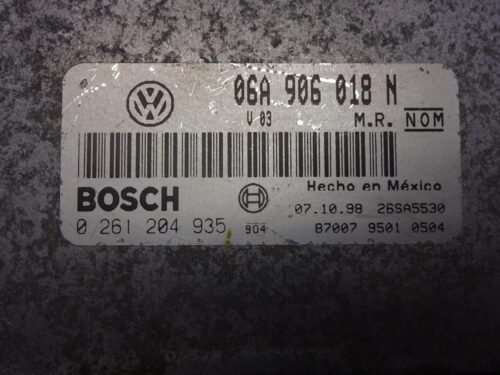 06A 906 018 N
V 03 M.R. NOM
BOSCH Hecho en México
0 261 204 935 904 07.10.98 26SA5530
87007 9501 0504